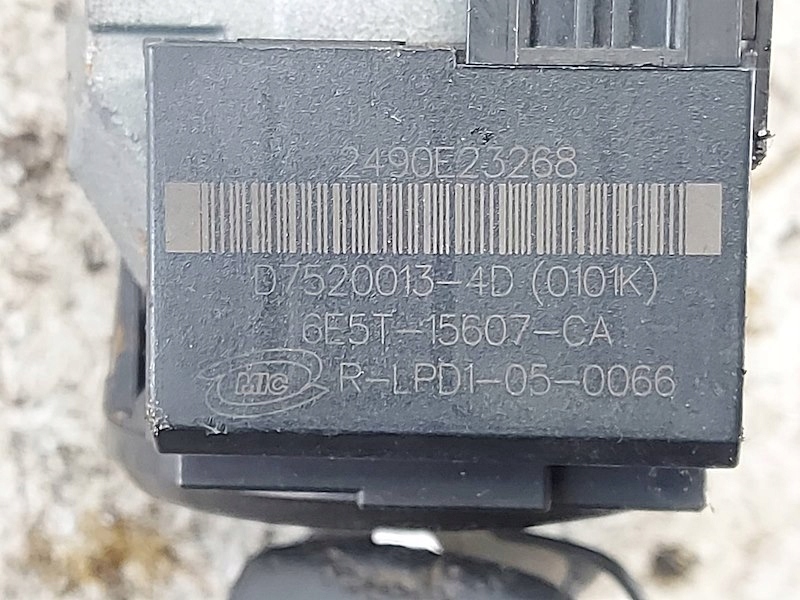 2490E23268
D7520013-4D (0101K)
6E5T-15607-CA
MIC R-LPD1-05-0066